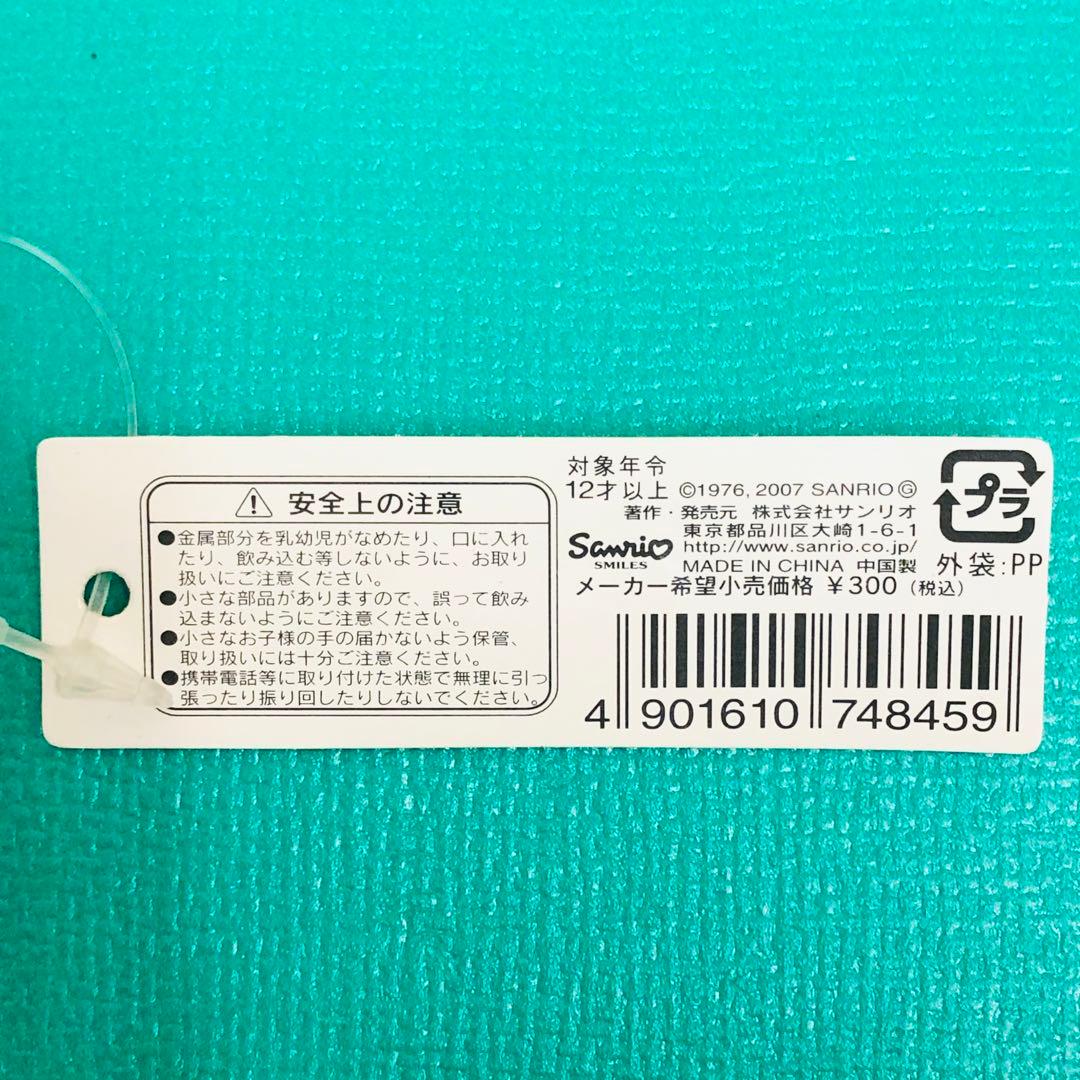 安全上の注意
●金属部分を乳幼児がなめたり、口に入れ
たり、飲み込む等しないように、お取り
扱いにご注意ください。
●小さな部品がありますので、誤って飲み
込まないようにご注意ください。
●小さなお子様の手の届かないよう保管、
取り扱いには十分ご注意ください。
●携帯電話等に取り付けた状態で無理に引っ
張ったり振り回したりしないでください。
対象年令
12才以上 ©1976, 2007 SANRIO Ⓖ
著作・発売元 株式会社サンリオ
東京都品川区大崎1-6-1
Sanrio
SMILES
http://www.sanrio.co.jp/
MADE IN CHINA 中国製
メーカー希望小売価格 ¥300 (税込)
プラ
外袋:PP
4 901610 748459